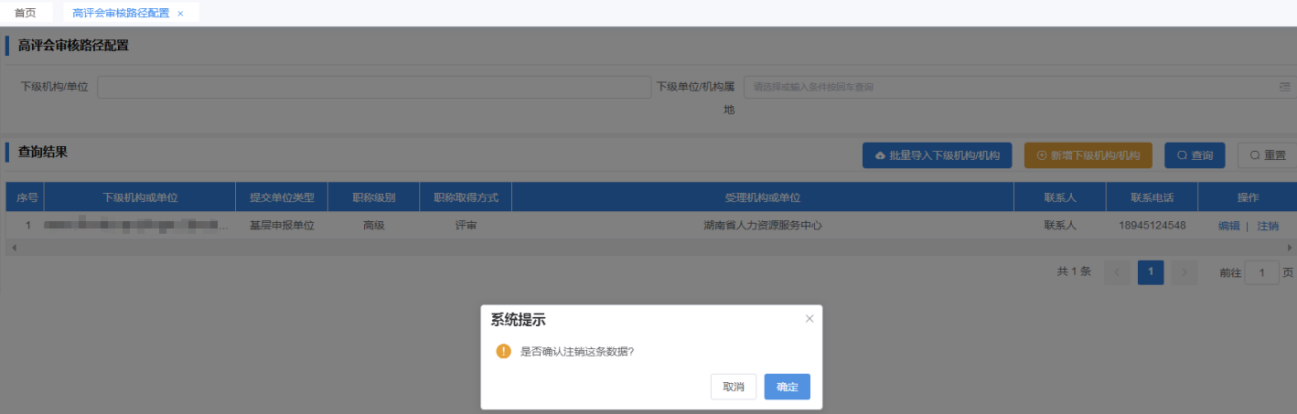 首页 高评会审核路径配置 ×
高评会审核路径配置
下级机构/单位 下级单位/机构属地 请选择或输入条件按回车查询
查询结果 批量导入下级机构/机构 新增下级机构/机构 查询 重置
序号 下级机构或单位 提交单位类型 职称级别 职称取得方式 受理机构或单位 联系人 联系电话 操作
1 ... 基层申报单位 高级 评审 湖南省人力资源服务中心 联系人 18945124548 编辑 | 注销
共 1 条 < 1 > 前往 1 页
系统提示 ×
是否确认注销这条数据?
取消 确定